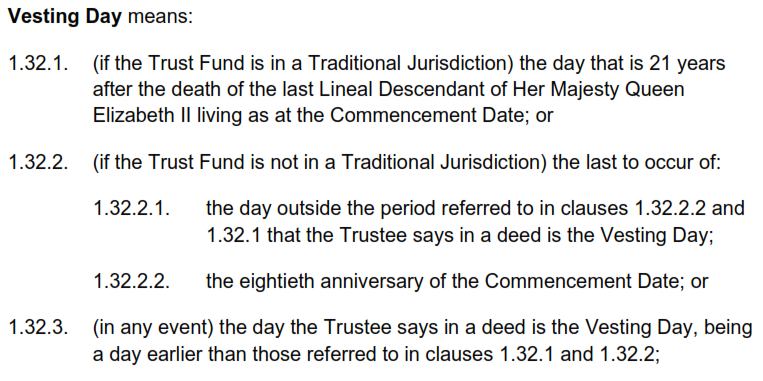 Vesting Day means:
1.32.1. (if the Trust Fund is in a Traditional Jurisdiction) the day that is 21 years
after the death of the last Lineal Descendant of Her Majesty Queen
Elizabeth II living as at the Commencement Date; or
1.32.2. (if the Trust Fund is not in a Traditional Jurisdiction) the last to occur of:
1.32.2.1. the day outside the period referred to in clauses 1.32.2.2 and
1.32.1 that the Trustee says in a deed is the Vesting Day;
1.32.2.2. the eightieth anniversary of the Commencement Date; or
1.32.3. (in any event) the day the Trustee says in a deed is the Vesting Day, being
a day earlier than those referred to in clauses 1.32.1 and 1.32.2;